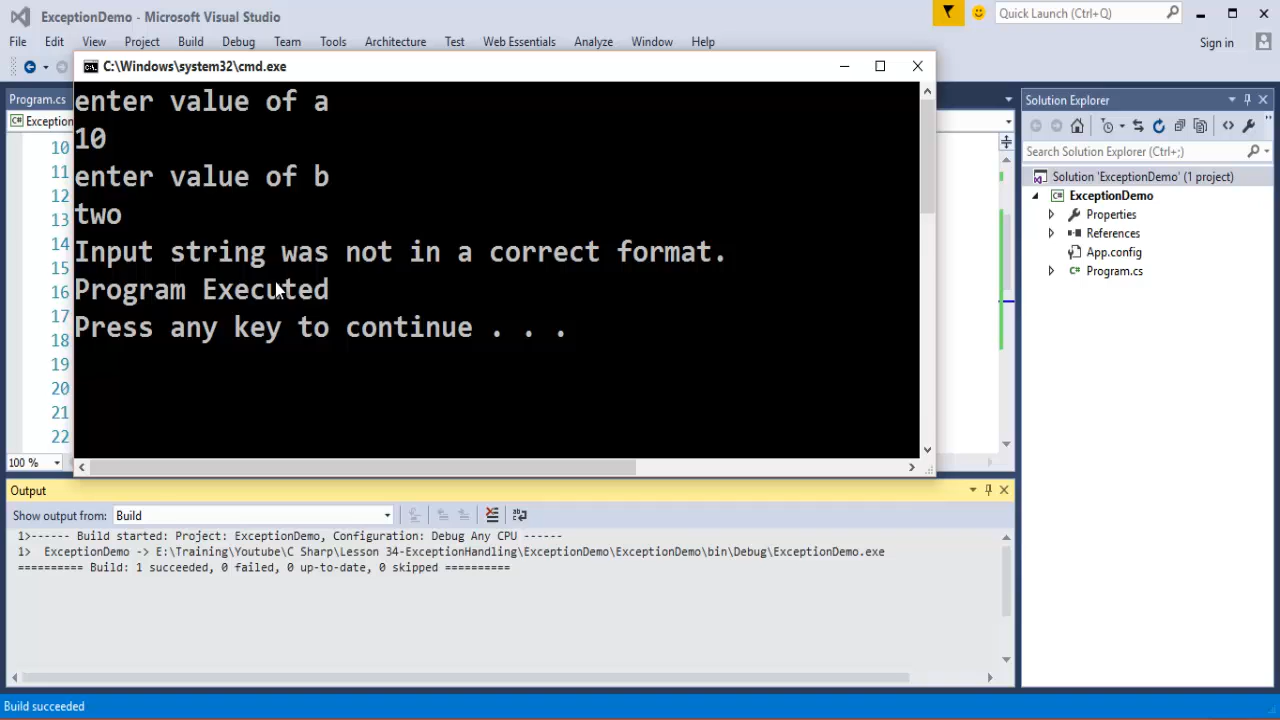 ExceptionDemo - Microsoft Visual Studio
Quick Launch (Ctrl+Q)
File Edit View Project Build Debug Team Tools Architecture Test Web Essentials Analyze Window Help
Sign in
C:\Windows\system32\cmd.exe
enter value of a
10
enter value of b
two
Input string was not in a correct format.
Program Executed
Press any key to continue . . .
Program.cs
Exception
10
11
12
13
14
15
16
17
18
19
20
21
22
100 %
Solution Explorer
Search Solution Explorer (Ctrl+;)
Solution 'ExceptionDemo' (1 project)
ExceptionDemo
Properties
References
App.config
Program.cs
Output
Show output from: Build
1>------ Build started: Project: ExceptionDemo, Configuration: Debug Any CPU ------
1>  ExceptionDemo -> E:\Training\Youtube\C Sharp\Lesson 34-ExceptionHandling\ExceptionDemo\ExceptionDemo\bin\Debug\ExceptionDemo.exe
========== Build: 1 succeeded, 0 failed, 0 up-to-date, 0 skipped ==========
Build succeeded